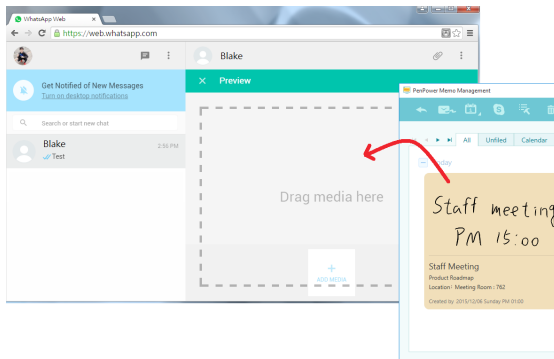 WhatsApp Web
https://web.whatsapp.com
Blake
Get Notified of New Messages
Turn on desktop notifications
Preview
Search or start new chat
Blake
2:55 PM
Test
Drag media here
ADD MEDIA
PenPower Memo Management
All
Unfiled
Calendar
Today
Staff meeting
PM 15:00
Staff Meeting
Product Roadmap
Location: Meeting Room : 762
Created by 2015/12/06 Sunday PM 01:00